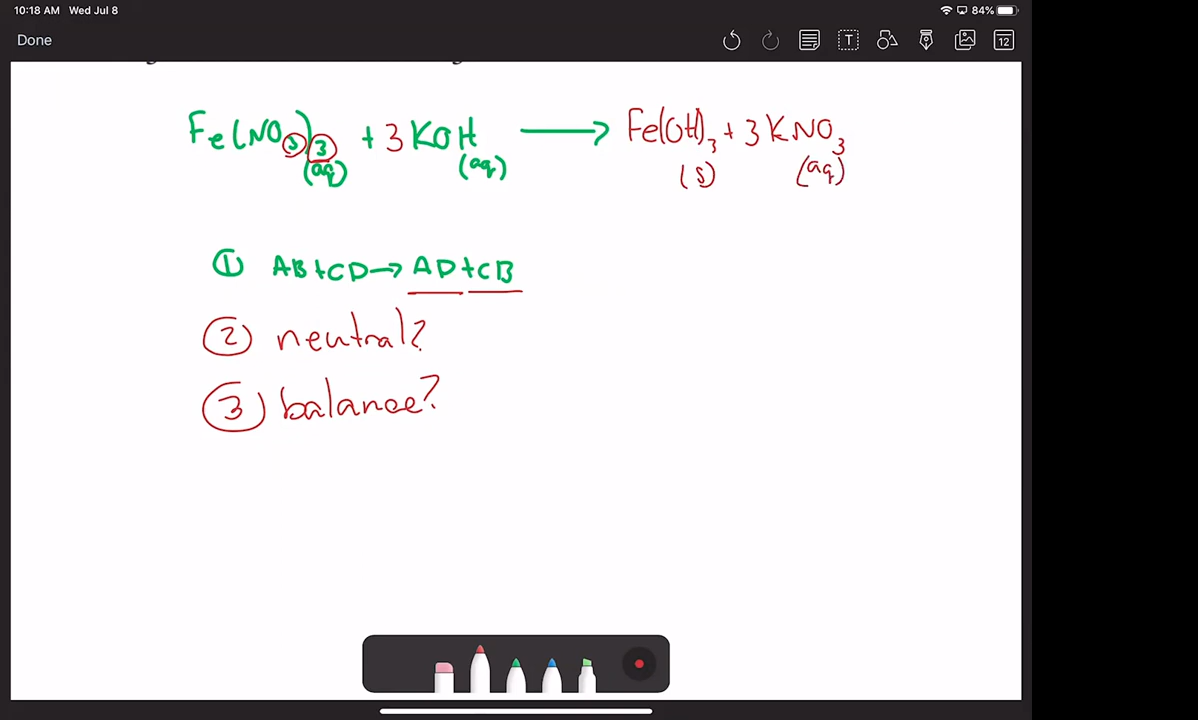 10:18 AM Wed Jul 8
84%
Done
T
12
Fe(NO3)3 (aq) + 3KOH (aq) → Fe(OH)3 (s) + 3KNO3 (aq)
① AB+CD→AD+CB
② neutral?
③ balance?